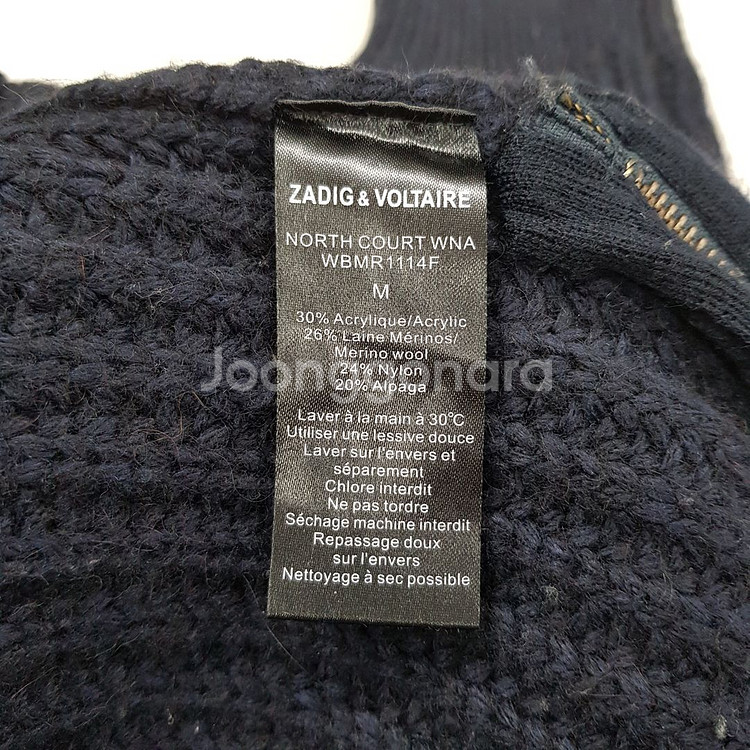 ZADIG & VOLTAIRE
NORTH COURT WNA
WBMR1114F
M
30% Acrylique/Acrylic
26% Laine Mérinos/
Merino wool
24% Nylon
20% Alpaga
Joonggonara
Laver à la main à 30°C
Utiliser une lessive douce
Laver sur l'envers et
séparement
Chlore interdit
Ne pas tordre
Séchage machine interdit
Repassage doux
sur l'envers
Nettoyage à sec possible